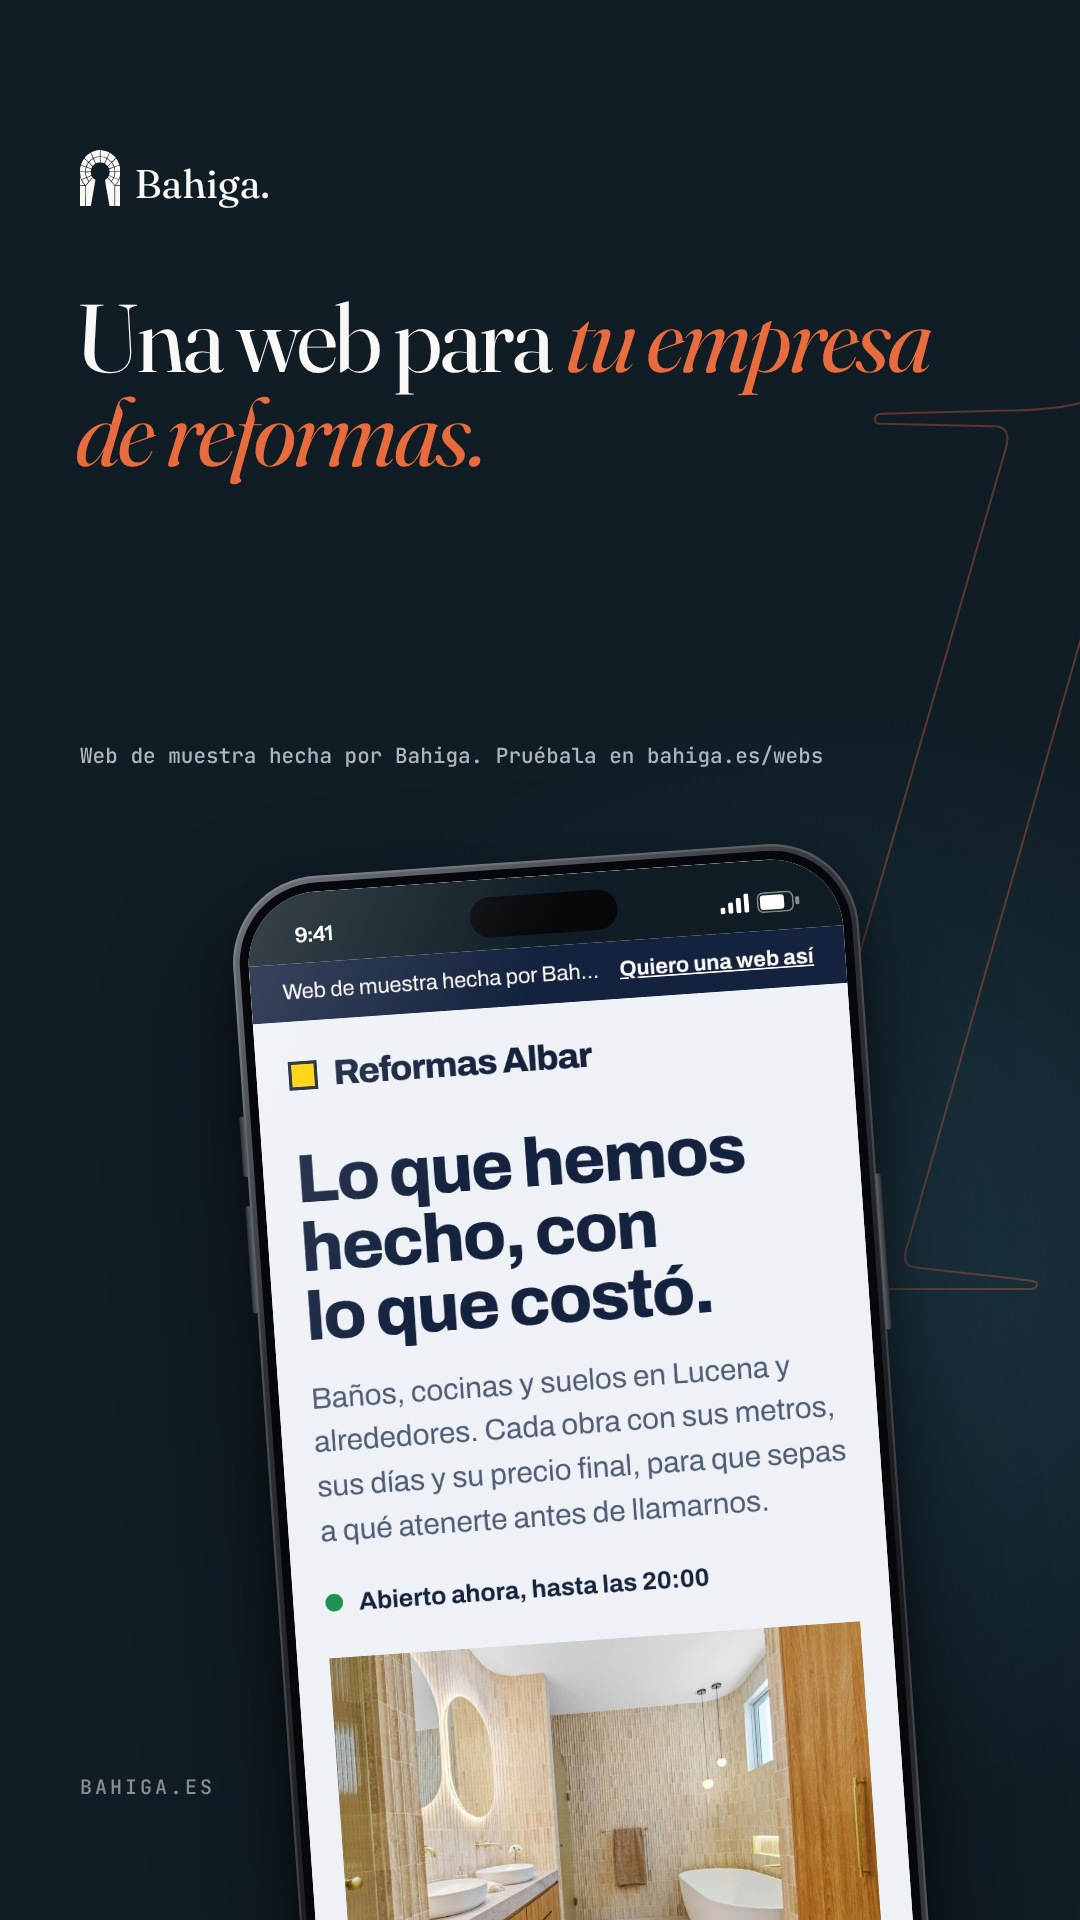 Bahiga.
Una web para tu empresa
de reformas.
Web de muestra hecha por Bahiga. Pruébala en bahiga.es/webs
9:41
Web de muestra hecha por Bah... Quiero una web así
Reformas Albar
Lo que hemos
hecho, con
lo que costó.
Baños, cocinas y suelos en Lucena y
alrededores. Cada obra con sus metros,
sus días y su precio final, para que sepas
a qué atenerte antes de llamarnos.
Abierto ahora, hasta las 20:00
BAHIGA.ES